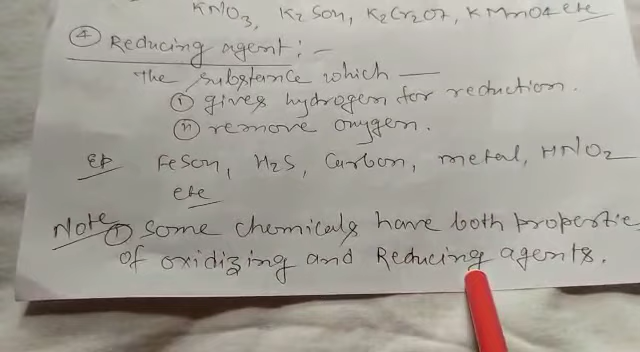 KNO3, K2SO4, K2Cr2O7, KMnO4 etc
④ Reducing agent: -
The substance which —
ⓘ gives hydrogen for reduction.
ⓘⓘ remove oxygen.
Eg FeSO4, H2S, Carbon, metal, HNO2
etc
Note ① Some chemicals have both Propertie
of oxidizing and Reducing agents.